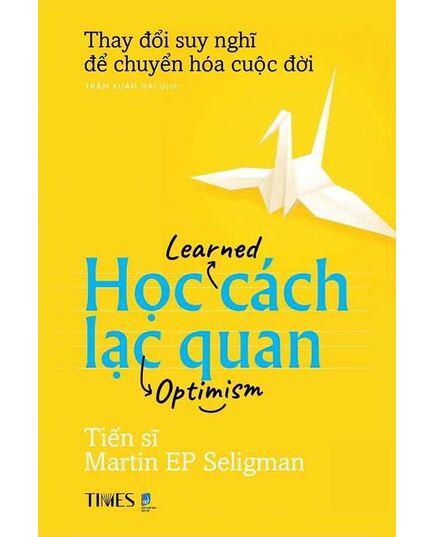 Thay đổi suy nghĩ
để chuyển hóa cuộc đời
TRẦN XUÂN HẢI dịch
Learned
Học cách
lạc quan
Optimism
Tiến sĩ
Martin EP Seligman
TIMES